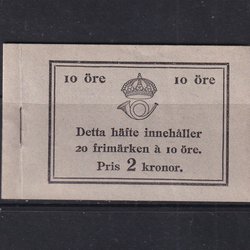 10 öre 10 öre
Detta häfte innehåller
20 frimärken à 10 öre.
Pris 2 kronor.